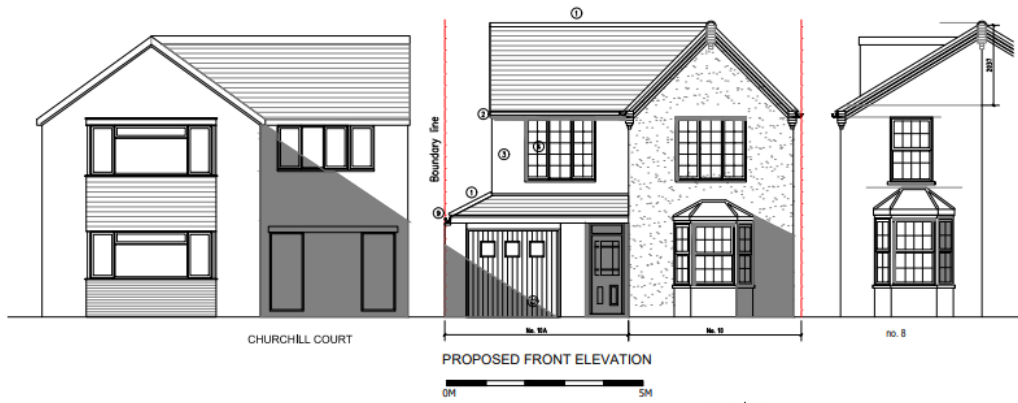 1
2
3
1
9
Boundary line
2037
CHURCHILL COURT
No. 10A
No. 10
no. 8
PROPOSED FRONT ELEVATION
0M
5M